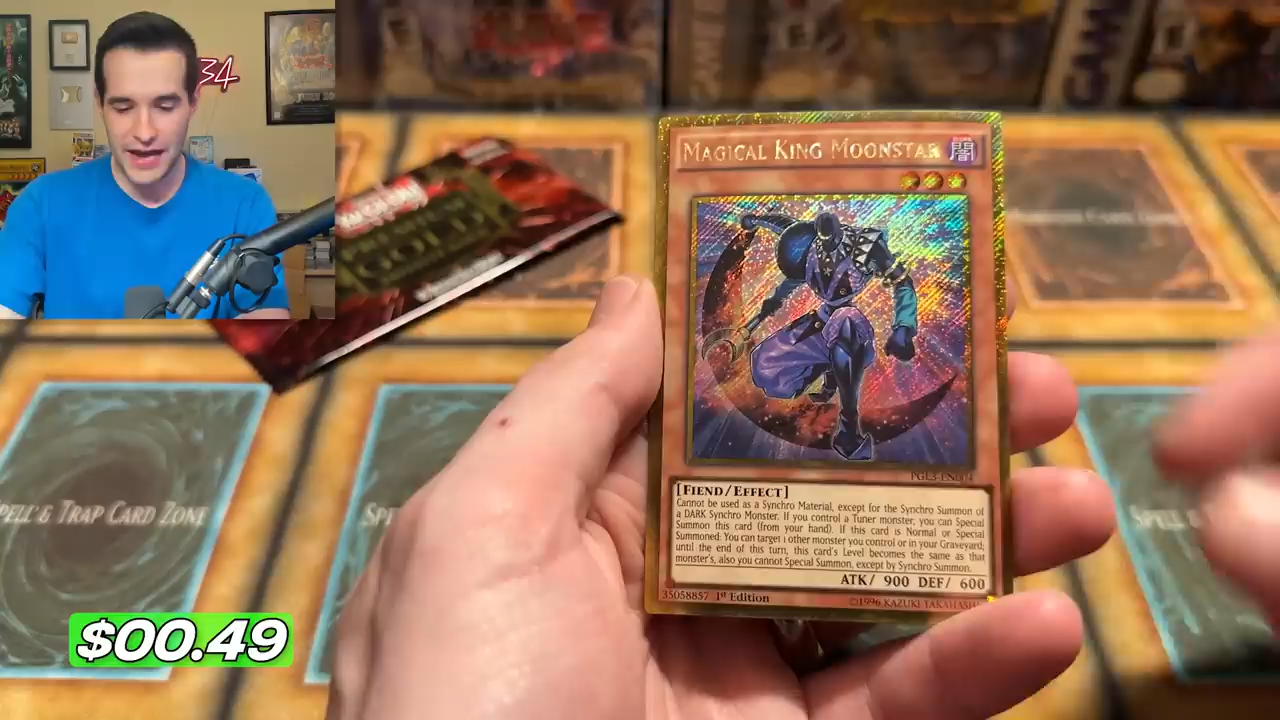 34
MAGICAL KING MOONSTAR
闇
PGL3-EN004
[FIEND/EFFECT]
Cannot be used as a Synchro Material, except for the Synchro Summon of
a DARK Synchro Monster. If you control a Tuner monster, you can Special
Summon this card (from your hand). If this card is Normal or Special
Summoned: You can target 1 other monster you control or in your Graveyard;
until the end of this turn, this card's Level becomes the same as that
monster's, also you cannot Special Summon, except by Synchro Summon.
ATK/ 900 DEF/ 600
35058857 1st Edition
©1996 KAZUKI TAKAHASHI
GOLD
SPELL & TRAP CARD ZONE
$00.49